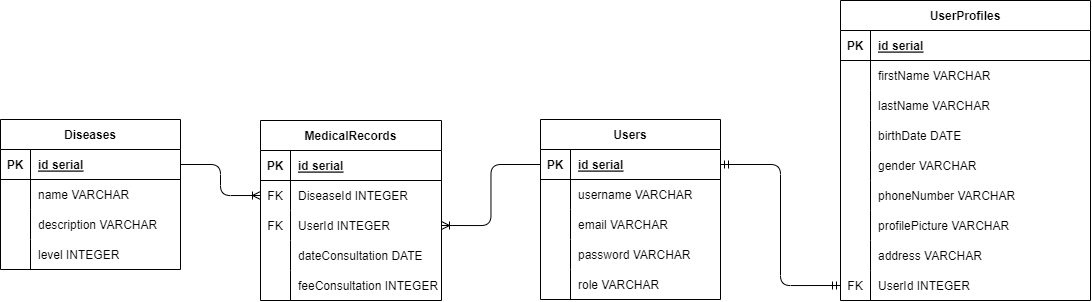 Diseases
PK id serial
name VARCHAR
description VARCHAR
level INTEGER
MedicalRecords
PK id serial
FK DiseaseId INTEGER
FK UserId INTEGER
dateConsultation DATE
feeConsultation INTEGER
Users
PK id serial
username VARCHAR
email VARCHAR
password VARCHAR
role VARCHAR
UserProfiles
PK id serial
firstName VARCHAR
lastName VARCHAR
birthDate DATE
gender VARCHAR
phoneNumber VARCHAR
profilePicture VARCHAR
address VARCHAR
FK UserId INTEGER